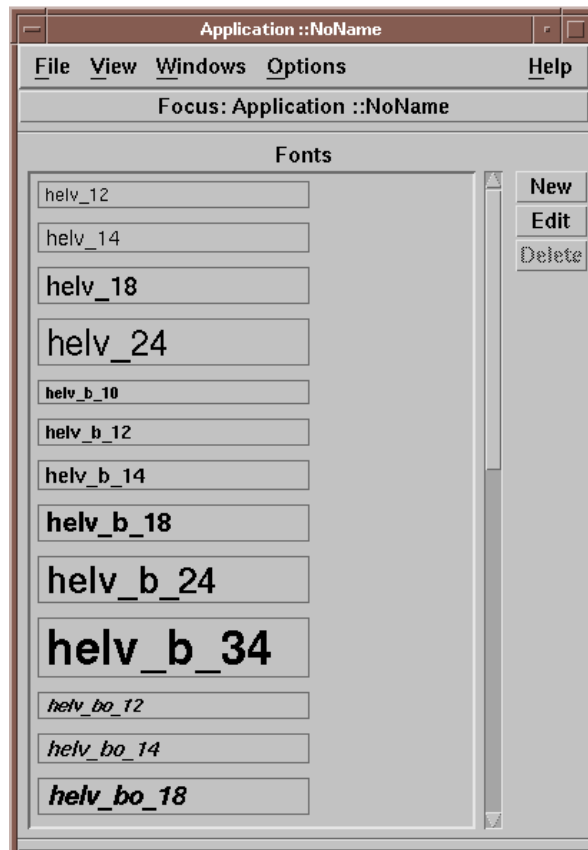 Application ::NoName
File View Windows Options Help
Focus: Application ::NoName
Fonts
helv_12
helv_14
helv_18
helv_24
helv_b_10
helv_b_12
helv_b_14
helv_b_18
helv_b_24
helv_b_34
helv_bo_12
helv_bo_14
helv_bo_18
New
Edit
Delete